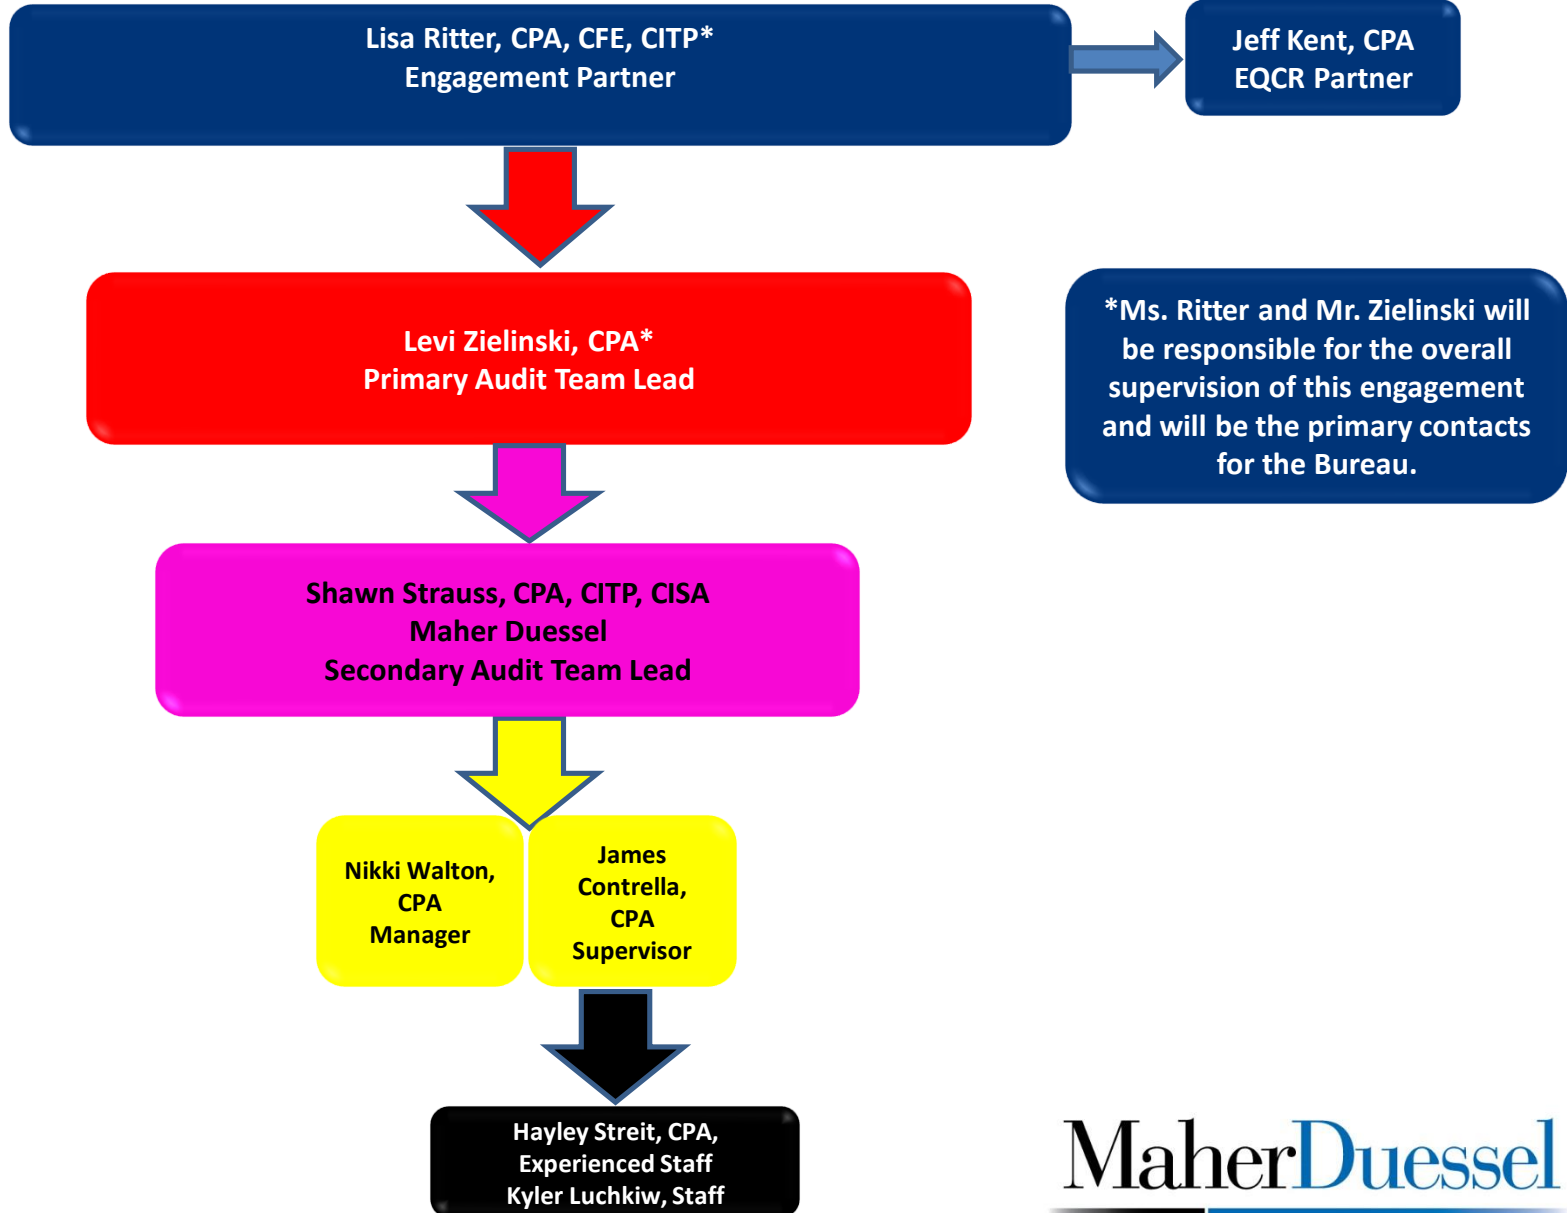 Lisa Ritter, CPA, CFE, CITP*
Engagement Partner
Jeff Kent, CPA
EQCR Partner
Levi Zielinski, CPA*
Primary Audit Team Lead
*Ms. Ritter and Mr. Zielinski will
be responsible for the overall
supervision of this engagement
and will be the primary contacts
for the Bureau.
Shawn Strauss, CPA, CITP, CISA
Maher Duessel
Secondary Audit Team Lead
Nikki Walton,
CPA
Manager
James
Contrella,
CPA
Supervisor
Hayley Streit, CPA,
Experienced Staff
Kyler Luchkiw, Staff
MaherDuessel